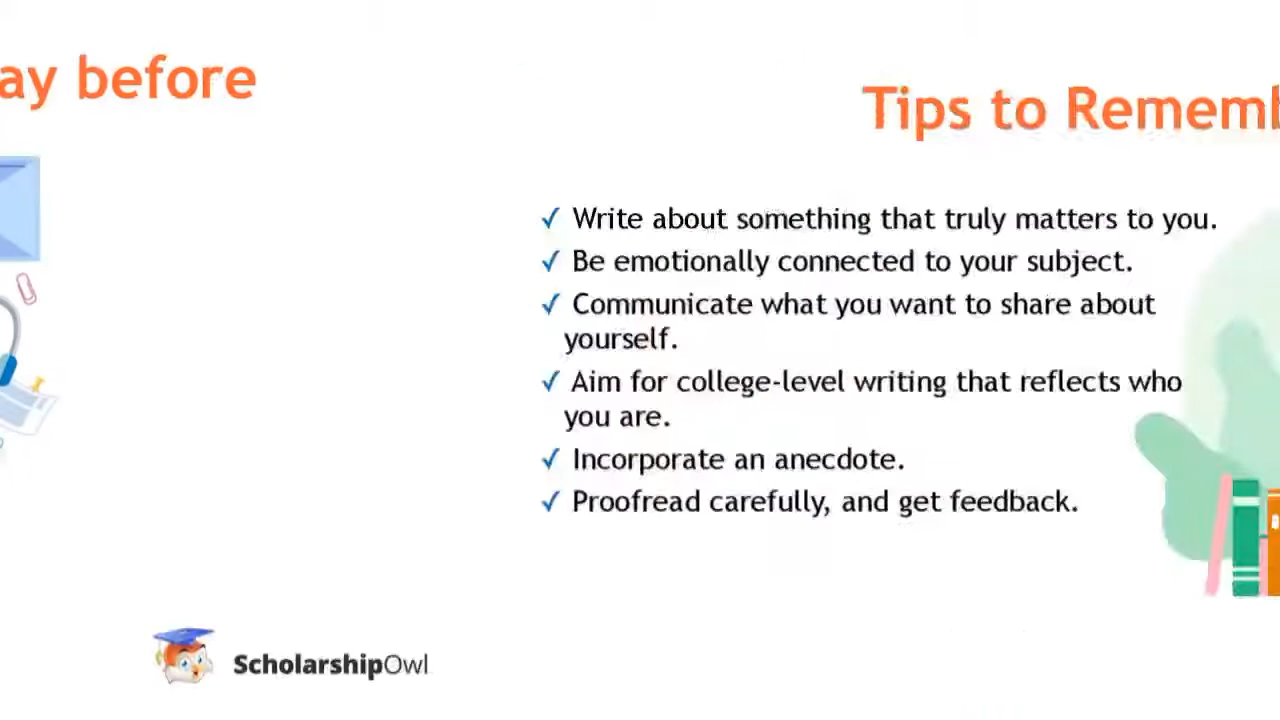 ay before
Tips to Rememb
✓ Write about something that truly matters to you.
✓ Be emotionally connected to your subject.
✓ Communicate what you want to share about
yourself.
✓ Aim for college-level writing that reflects who
you are.
✓ Incorporate an anecdote.
✓ Proofread carefully, and get feedback.
ScholarshipOwl